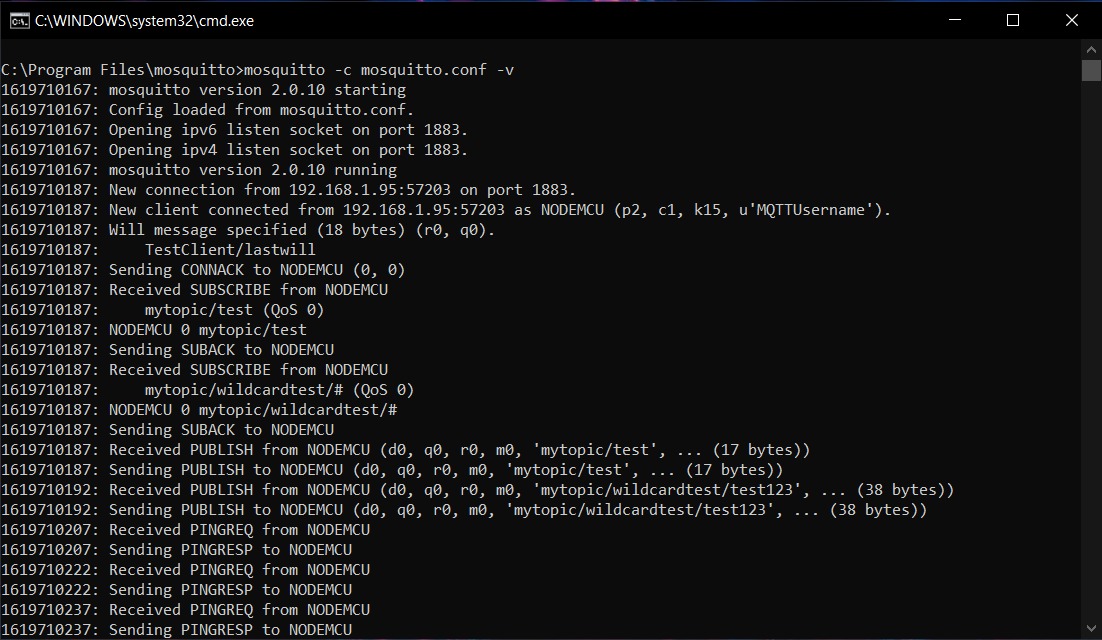 C:\WINDOWS\system32\cmd.exe
C:\Program Files\mosquitto>mosquitto -c mosquitto.conf -v
1619710167: mosquitto version 2.0.10 starting
1619710167: Config loaded from mosquitto.conf.
1619710167: Opening ipv6 listen socket on port 1883.
1619710167: Opening ipv4 listen socket on port 1883.
1619710167: mosquitto version 2.0.10 running
1619710187: New connection from 192.168.1.95:57203 on port 1883.
1619710187: New client connected from 192.168.1.95:57203 as NODEMCU (p2, c1, k15, u'MQTTUsername').
1619710187: Will message specified (18 bytes) (r0, q0).
1619710187:     TestClient/lastwill
1619710187: Sending CONNACK to NODEMCU (0, 0)
1619710187: Received SUBSCRIBE from NODEMCU
1619710187:     mytopic/test (QoS 0)
1619710187: NODEMCU 0 mytopic/test
1619710187: Sending SUBACK to NODEMCU
1619710187: Received SUBSCRIBE from NODEMCU
1619710187:     mytopic/wildcardtest/# (QoS 0)
1619710187: NODEMCU 0 mytopic/wildcardtest/#
1619710187: Sending SUBACK to NODEMCU
1619710187: Received PUBLISH from NODEMCU (d0, q0, r0, m0, 'mytopic/test', ... (17 bytes))
1619710187: Sending PUBLISH to NODEMCU (d0, q0, r0, m0, 'mytopic/test', ... (17 bytes))
1619710192: Received PUBLISH from NODEMCU (d0, q0, r0, m0, 'mytopic/wildcardtest/test123', ... (38 bytes))
1619710192: Sending PUBLISH to NODEMCU (d0, q0, r0, m0, 'mytopic/wildcardtest/test123', ... (38 bytes))
1619710207: Received PINGREQ from NODEMCU
1619710207: Sending PINGRESP to NODEMCU
1619710222: Received PINGREQ from NODEMCU
1619710222: Sending PINGRESP to NODEMCU
1619710237: Received PINGREQ from NODEMCU
1619710237: Sending PINGRESP to NODEMCU